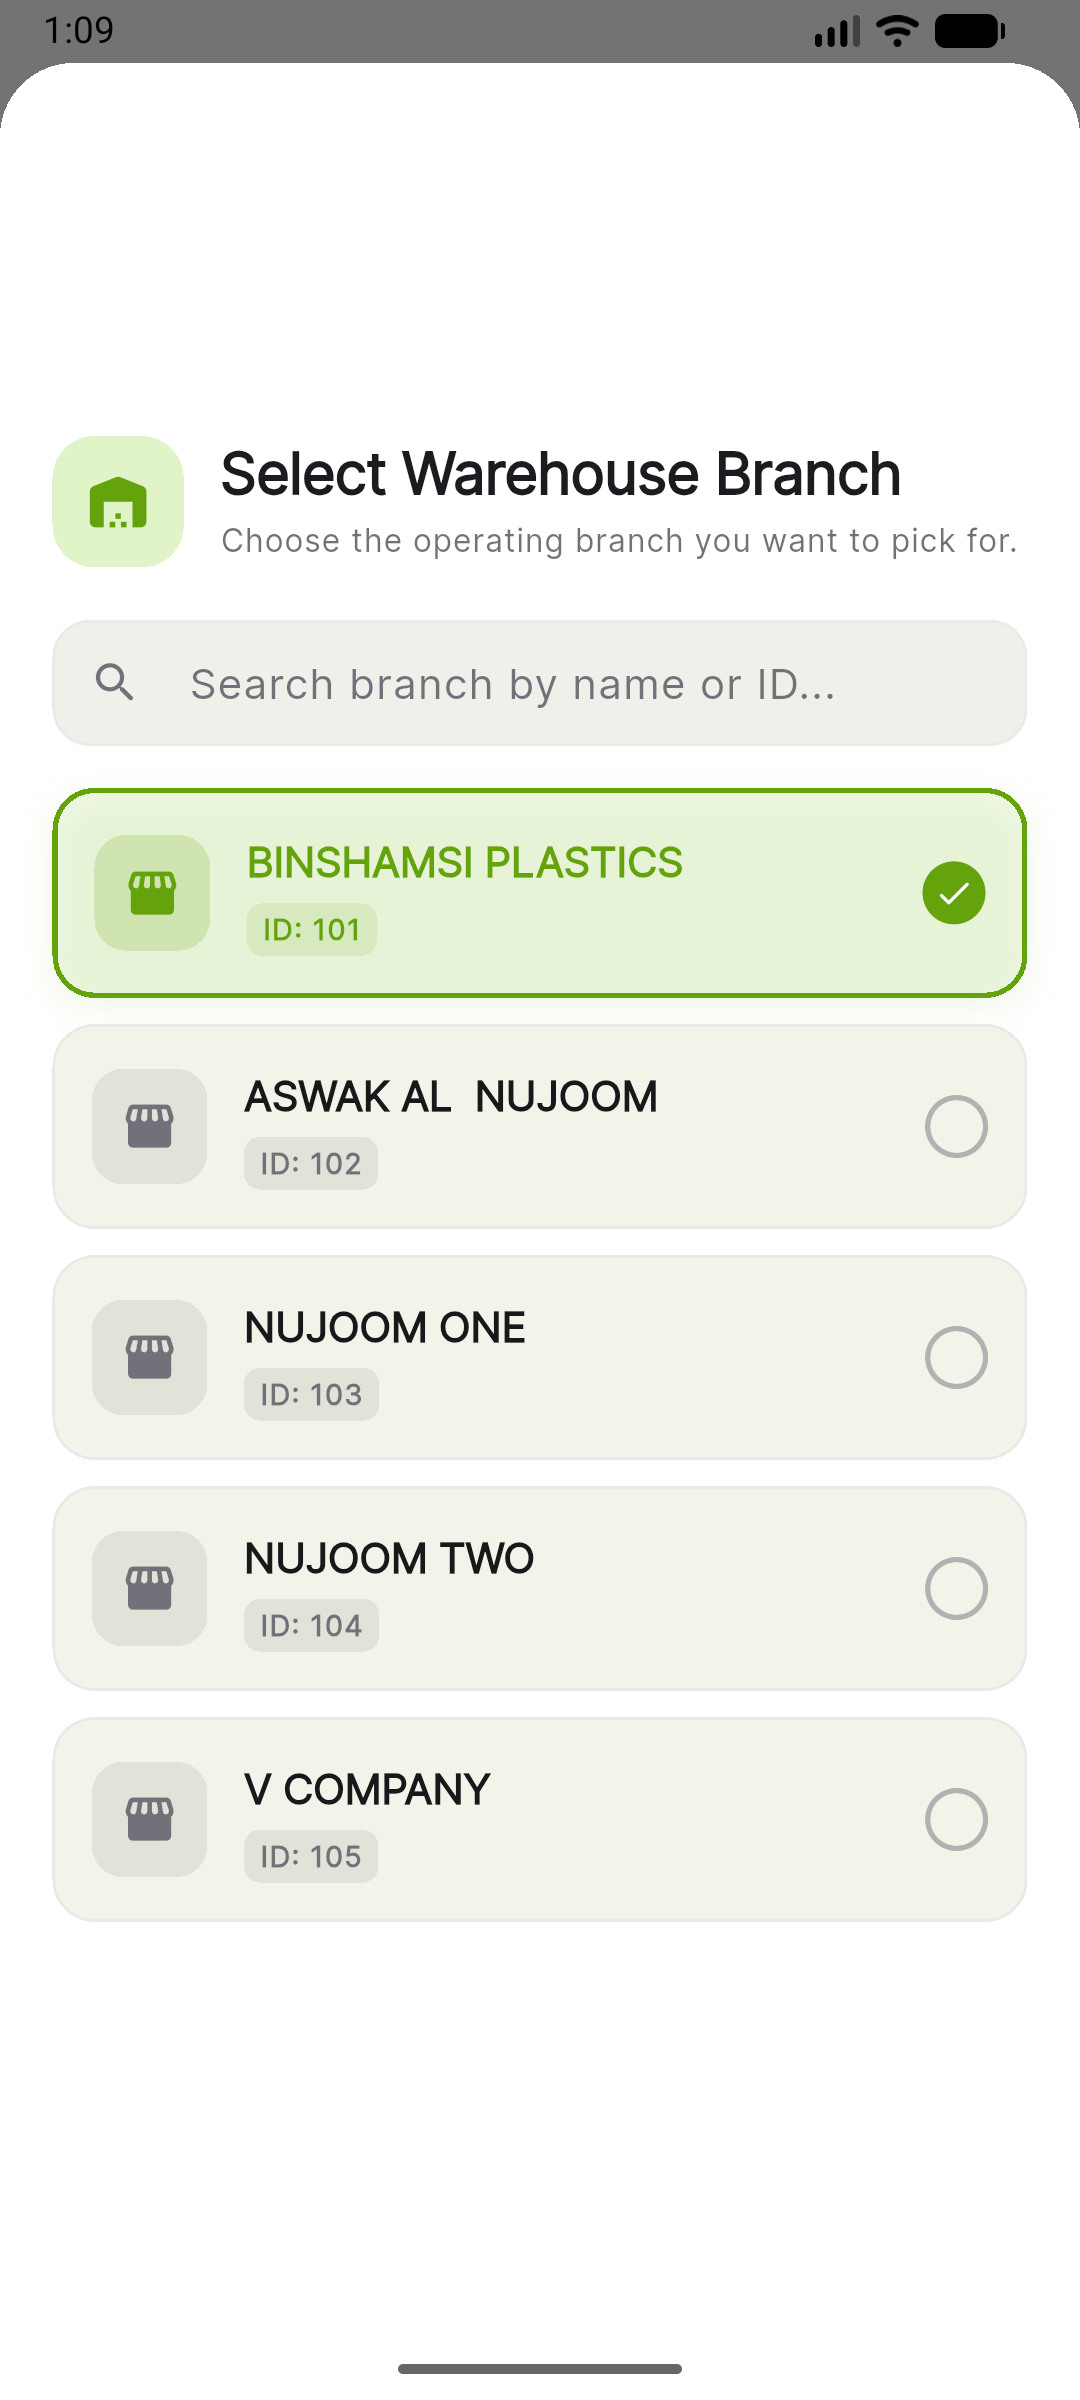 1:09
Select Warehouse Branch
Choose the operating branch you want to pick for.
Search branch by name or ID...
BINSHAMSI PLASTICS
ID: 101
ASWAK AL  NUJOOM
ID: 102
NUJOOM ONE
ID: 103
NUJOOM TWO
ID: 104
V COMPANY
ID: 105